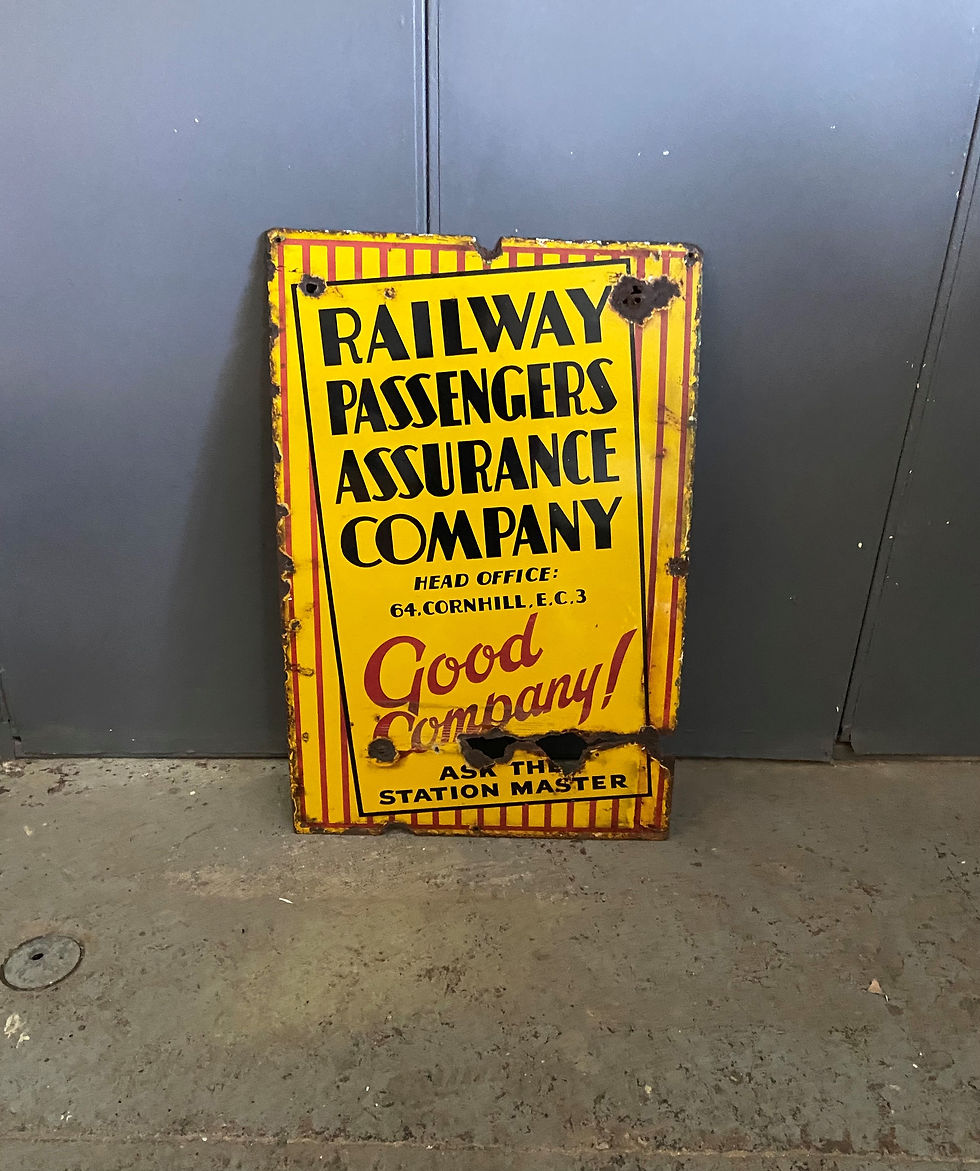 RAILWAY
PASSENGERS
ASSURANCE
COMPANY
HEAD OFFICE:
64.CORNHILL.E.C.3
Good
Company!
ASK THE
STATION MASTER